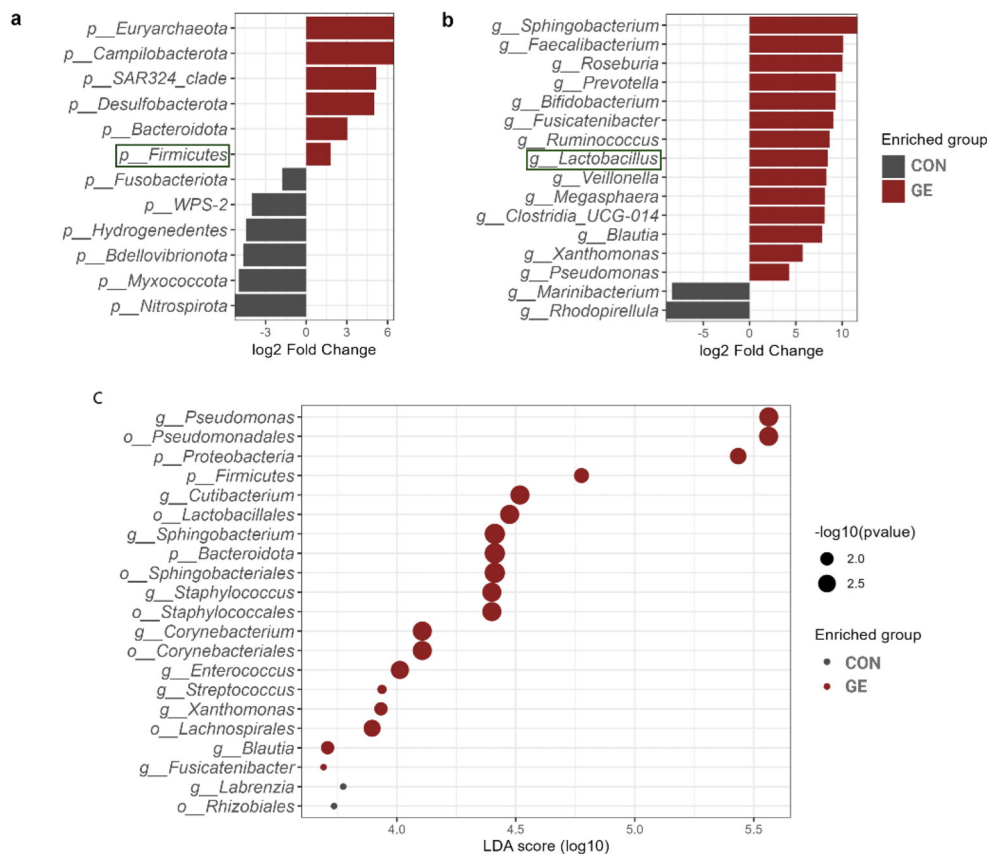 a
p__Euryarchaeota
p__Campilobacterota
p__SAR324_clade
p__Desulfobacterota
p__Bacteroidota
p__Firmicutes
p__Fusobacteriota
p__WPS-2
p__Hydrogenedentes
p__Bdellovibrionota
p__Myxococcota
p__Nitrospirota
-3 0 3 6
log2 Fold Change
b
g__Sphingobacterium
g__Faecalibacterium
g__Roseburia
g__Prevotella
g__Bifidobacterium
g__Fusicatenibacter
g__Ruminococcus
g__Lactobacillus
g__Veillonella
g__Megasphaera
g__Clostridia_UCG-014
g__Blautia
g__Xanthomonas
g__Pseudomonas
g__Marinibacterium
g__Rhodopirellula
-5 0 5 10
log2 Fold Change
Enriched group
CON
GE
c
g__Pseudomonas
o__Pseudomonadales
p__Proteobacteria
p__Firmicutes
g__Cutibacterium
o__Lactobacillales
g__Sphingobacterium
p__Bacteroidota
o__Sphingobacteriales
g__Staphylococcus
o__Staphylococcales
g__Corynebacterium
o__Corynebacteriales
g__Enterococcus
g__Streptococcus
g__Xanthomonas
o__Lachnospirales
g__Blautia
g__Fusicatenibacter
g__Labrenzia
o__Rhizobiales
4.0 4.5 5.0 5.5
LDA score (log10)
-log10(pvalue)
2.0
2.5
Enriched group
CON
GE